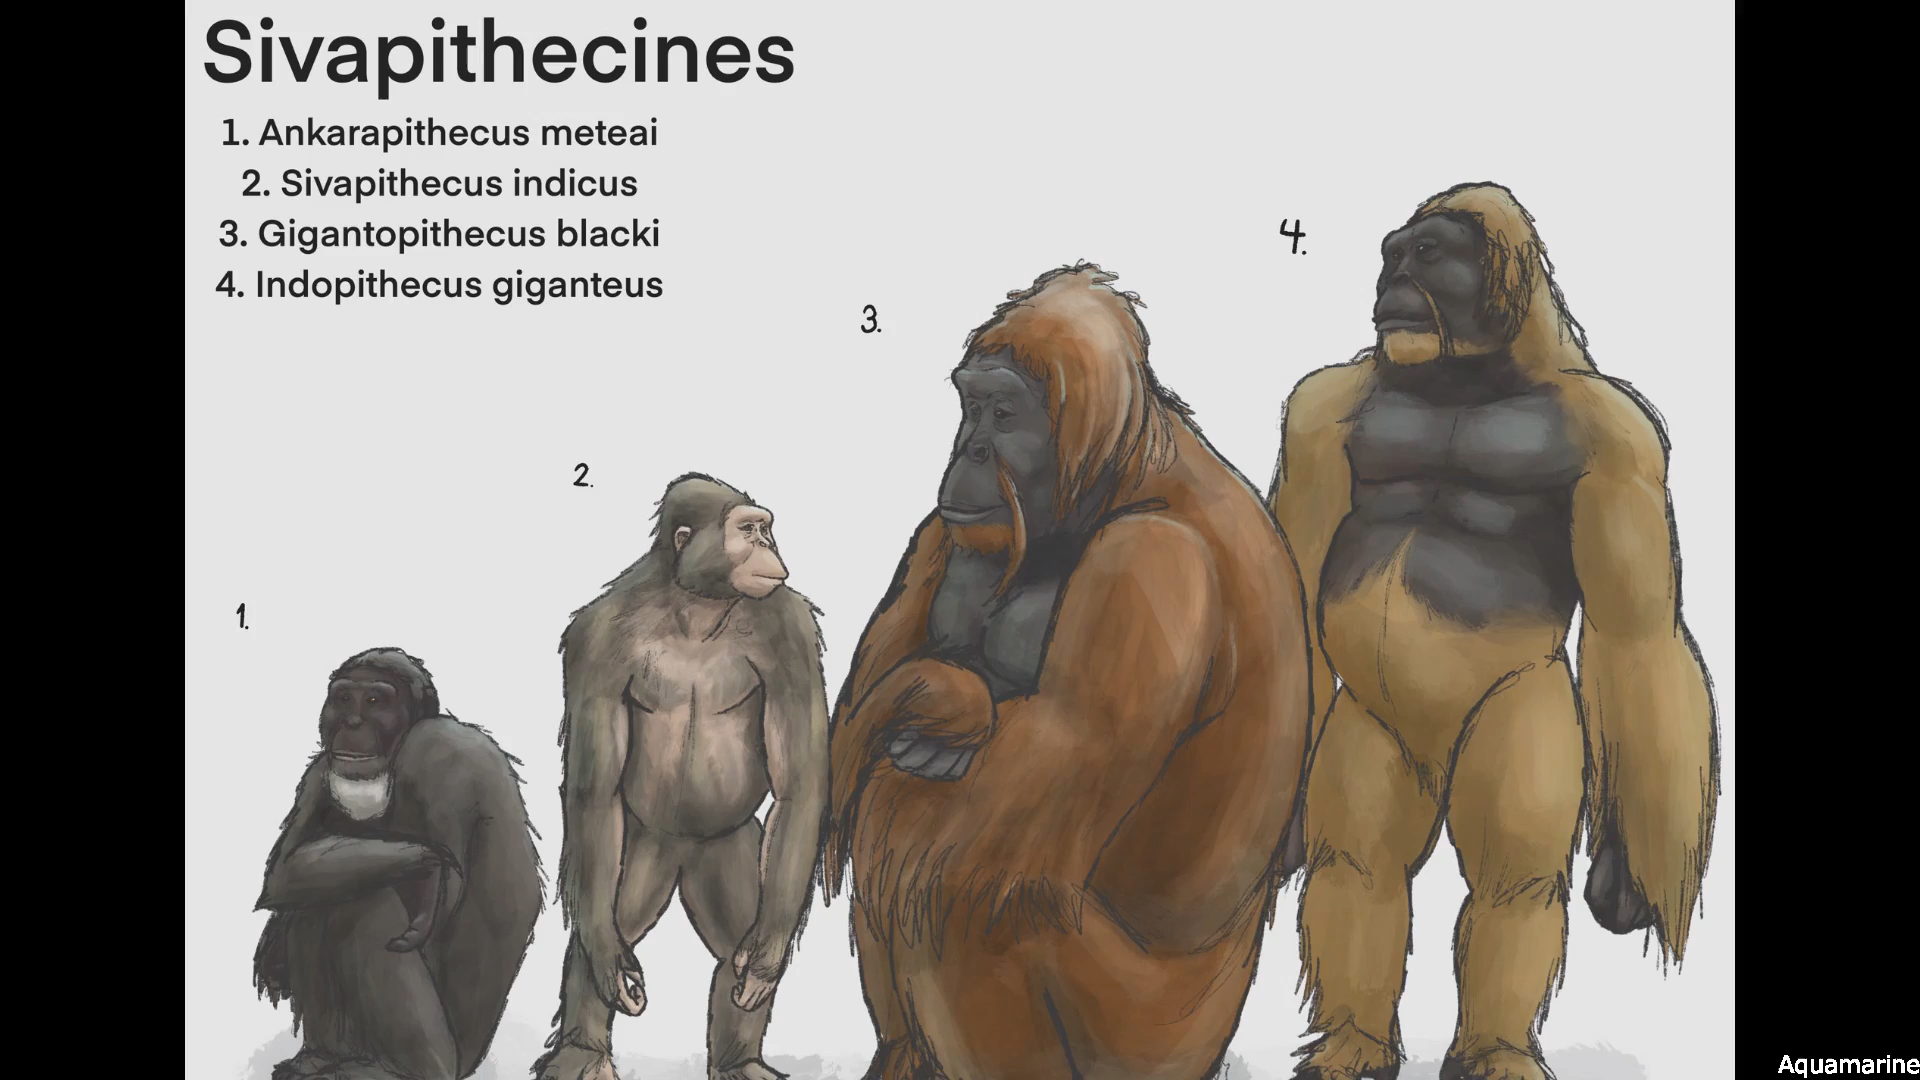 Sivapithecines
1. Ankarapithecus meteai
2. Sivapithecus indicus
3. Gigantopithecus blacki
4. Indopithecus giganteus
4.
3.
2.
1.
Aquamarine